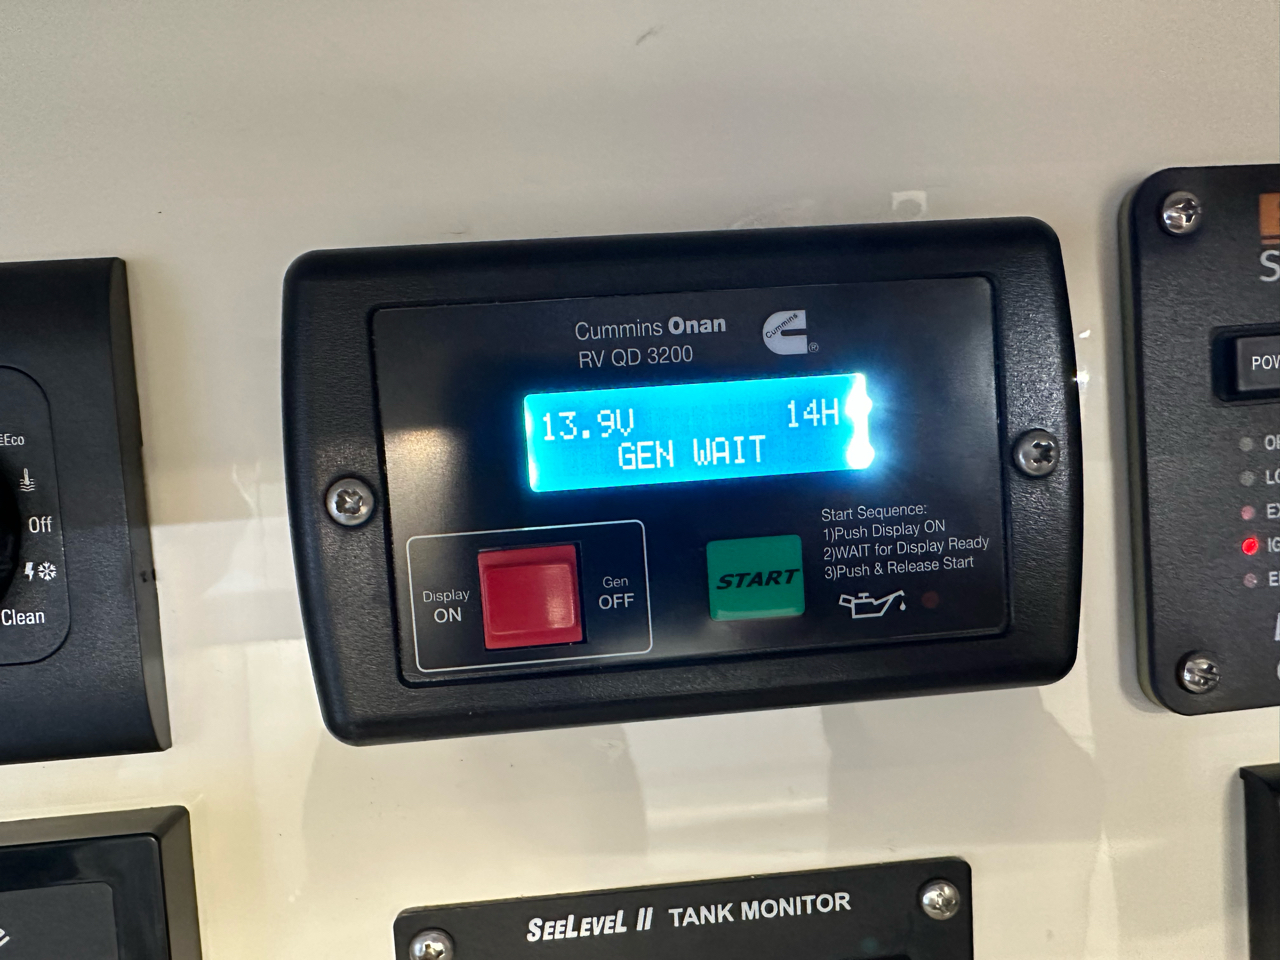 Cummins Onan
RV QD 3200
Cummins
®
13.9V 14H
GEN WAIT
Start Sequence:
1)Push Display ON
2)WAIT for Display Ready
3)Push & Release Start
Display
ON
Gen
OFF
START
Eco
Off
Clean
SEELEVEL II TANK MONITOR